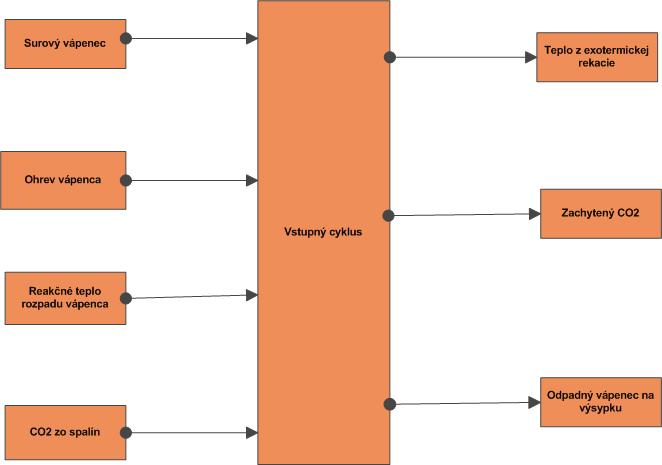 Surový vápenec
Ohrev vápenca
Reakčné teplo
rozpadu vápenca
CO2 zo spalín
Vstupný cyklus
Teplo z exotermickej
rekacie
Zachytený CO2
Odpadný vápenec na
výsypku